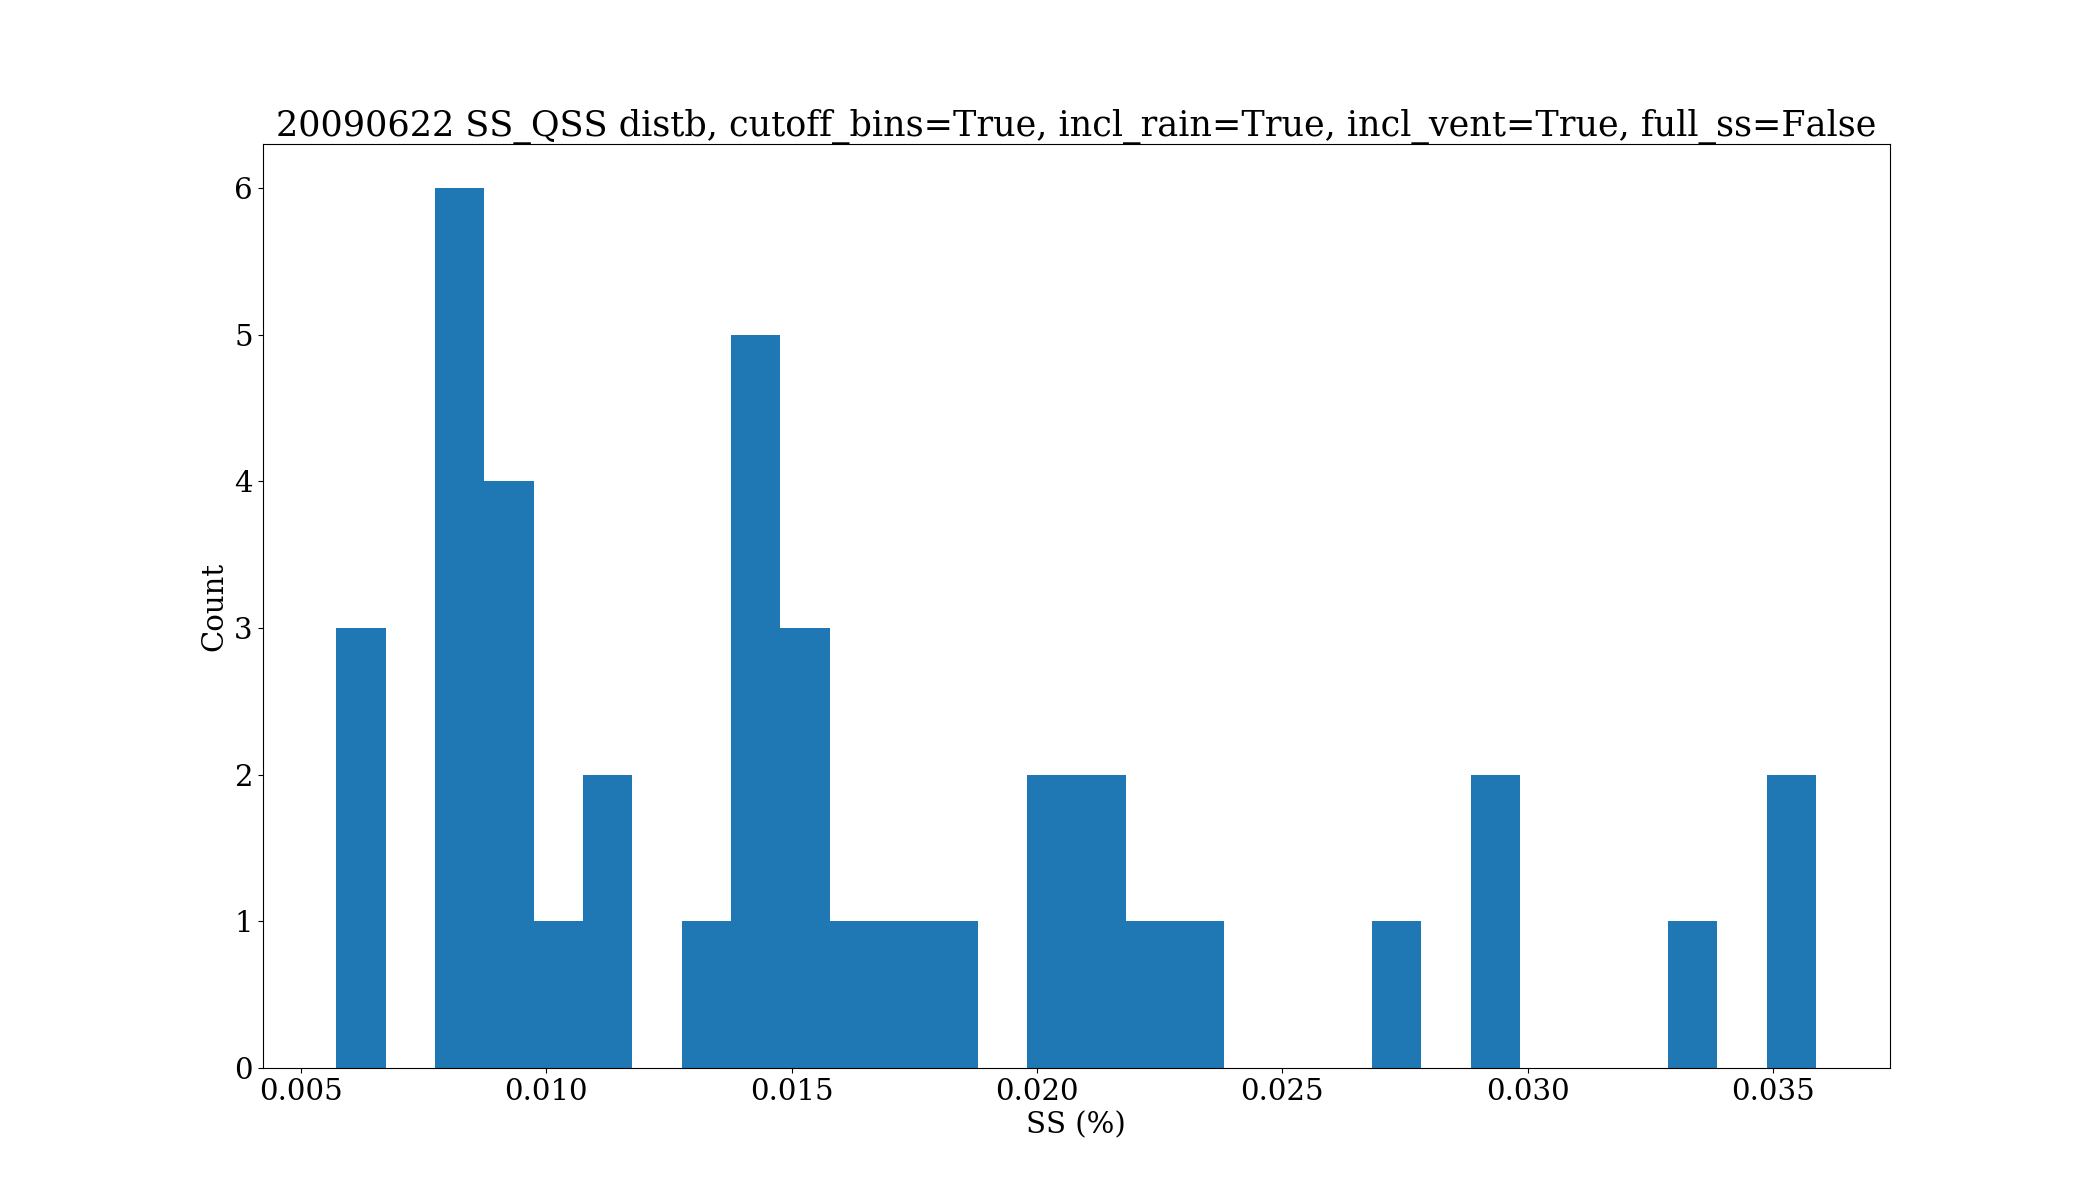 20090622 SS_QSS distb, cutoff_bins=True, incl_rain=True, incl_vent=True, full_ss=False
6
5
4
3
2
1
0
Count
0.005 0.010 0.015 0.020 0.025 0.030 0.035
SS (%)